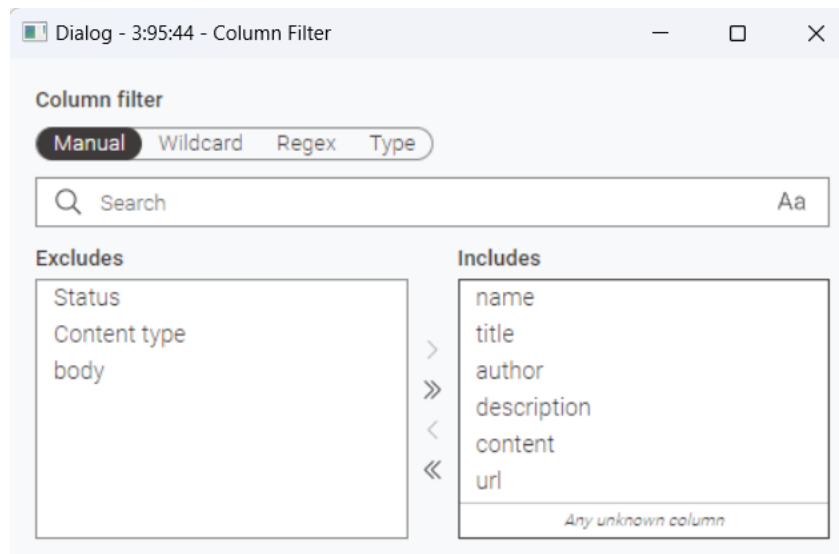 Dialog - 3:95:44 - Column Filter
Column filter
Manual Wildcard Regex Type
Search Aa
Excludes
Status
Content type
body
Includes
name
title
author
description
content
url
Any unknown column